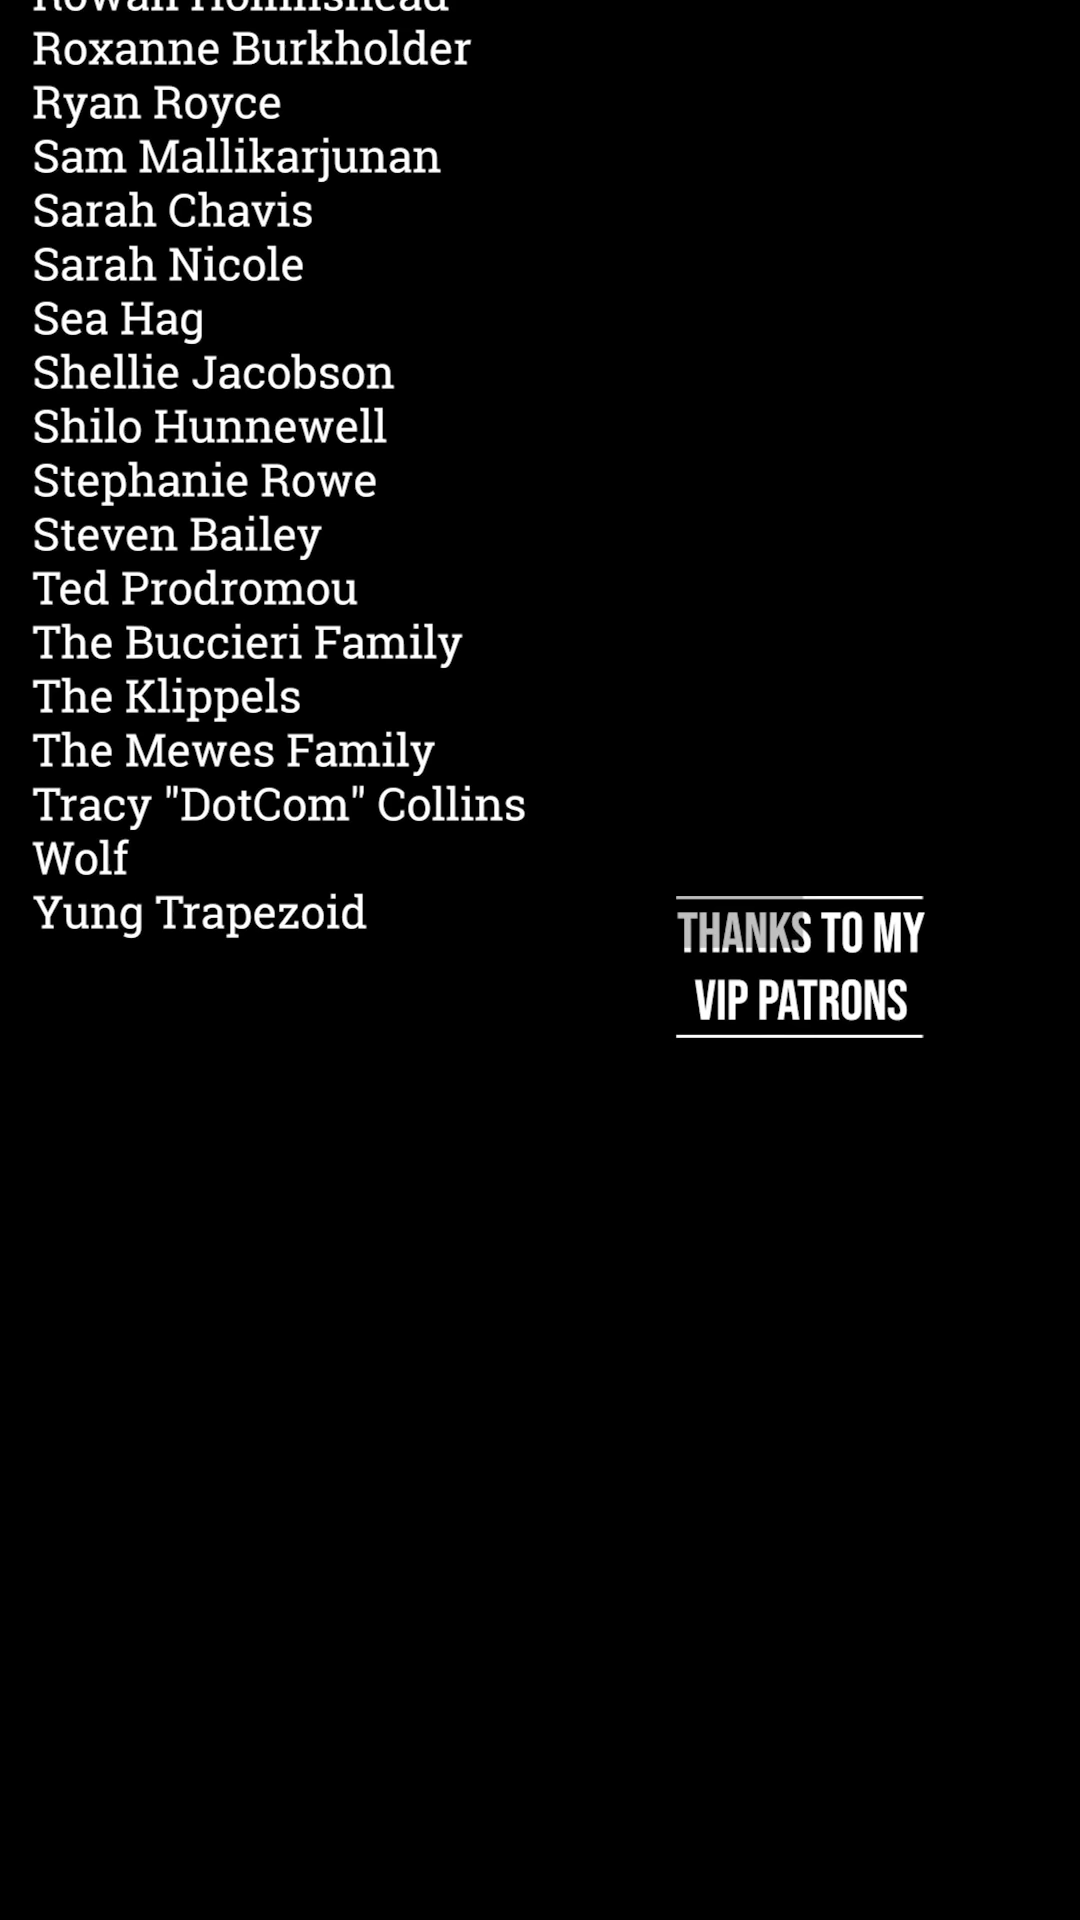 Rowan Hollinshead
Roxanne Burkholder
Ryan Royce
Sam Mallikarjunan
Sarah Chavis
Sarah Nicole
Sea Hag
Shellie Jacobson
Shilo Hunnewell
Stephanie Rowe
Steven Bailey
Ted Prodromou
The Buccieri Family
The Klippels
The Mewes Family
Tracy "DotCom" Collins
Wolf
Yung Trapezoid
THANKS TO MY
VIP PATRONS